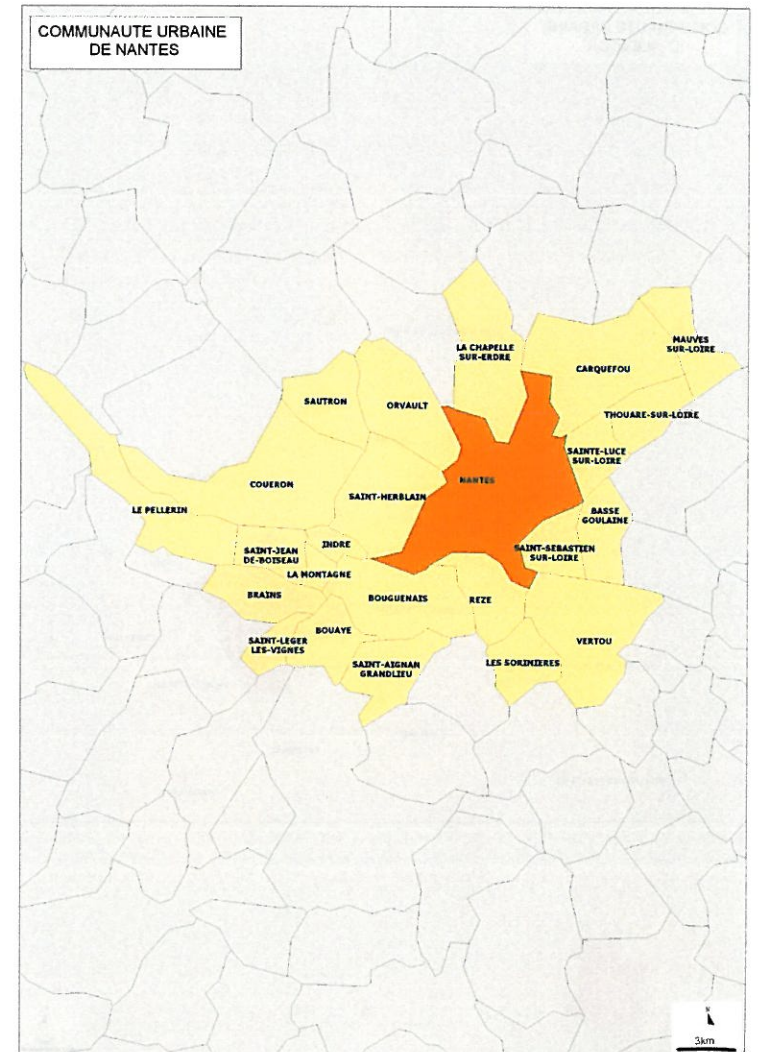 COMMUNAUTE URBAINE
DE NANTES
LA CHAPELLE
SUR-ERDRE
MAUVES
SUR-LOIRE
CARQUEFOU
SAUTRON
ORVAULT
THOUARE-SUR-LOIRE
SAINTE-LUCE
SUR-LOIRE
NANTES
COUERON
SAINT-HERBLAIN
LE PELLERIN
BASSE
GOULAINE
INDRE
SAINT-JEAN
DE-BOISEAU
SAINT-SEBASTIEN
SUR-LOIRE
LA MONTAGNE
BRAINS
BOUGUENAIS
REZE
BOUAYE
SAINT-LEGER
LES-VIGNES
VERTOU
SAINT-AIGNAN
GRANDLIEU
LES SORINIERES
N
3km